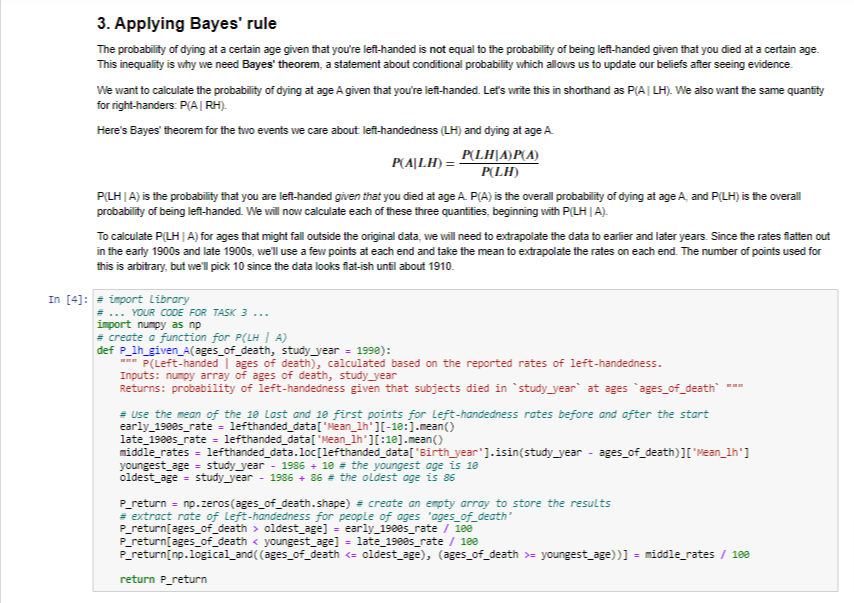 3. Applying Bayes' rule
The probability of dying at a certain age given that you're left-handed is not equal to the probability of being left-handed given that you died at a certain age.
This inequality is why we need Bayes' theorem, a statement about conditional probability which allows us to update our beliefs after seeing evidence.
We want to calculate the probability of dying at age A given that you're left-handed. Let's write this in shorthand as P(A | LH). We also want the same quantity
for right-handers: P(A | RH).
Here's Bayes' theorem for the two events we care about: left-handedness (LH) and dying at age A.
P(A|LH) = P(LH|A)P(A)
P(LH)
P(LH | A) is the probability that you are left-handed given that you died at age A. P(A) is the overall probability of dying at age A, and P(LH) is the overall
probability of being left-handed. We will now calculate each of these three quantities, beginning with P(LH | A).
To calculate P(LH | A) for ages that might fall outside the original data, we will need to extrapolate the data to earlier and later years. Since the rates flatten out
in the early 1900s and late 1900s, we'll use a few points at each end and take the mean to extrapolate the rates on each end. The number of points used for
this is arbitrary, but we'll pick 10 since the data looks flat-ish until about 1910.
In [4]: # import library
# ... YOUR CODE FOR TASK 3 ...
import numpy as np
# create a function for P(LH | A)
def P_lh_given_A(ages_of_death, study_year = 1990):
""" P(Left-handed | ages of death), calculated based on the reported rates of left-handedness.
Inputs: numpy array of ages of death, study_year
Returns: probability of left-handedness given that subjects died in `study_year` at ages `ages_of_death` """
# Use the mean of the 10 last and 10 first points for left-handedness rates before and after the start
early_1900s_rate = lefthanded_data['Mean_lh'][-10:].mean()
late_1900s_rate = lefthanded_data['Mean_lh'][:10].mean()
middle_rates = lefthanded_data.loc[lefthanded_data['Birth_year'].isin(study_year - ages_of_death)]['Mean_lh']
youngest_age = study_year - 1986 + 10 # the youngest age is 10
oldest_age = study_year - 1986 + 86 # the oldest age is 86
P_return = np.zeros(ages_of_death.shape) # create an empty array to store the results
# extract rate of left-handedness for people of ages 'ages_of_death'
P_return[ages_of_death > oldest_age] = early_1900s_rate / 100
P_return[ages_of_death < youngest_age] = late_1900s_rate / 100
P_return[np.logical_and((ages_of_death <= oldest_age), (ages_of_death >= youngest_age))] = middle_rates / 100
return P_return